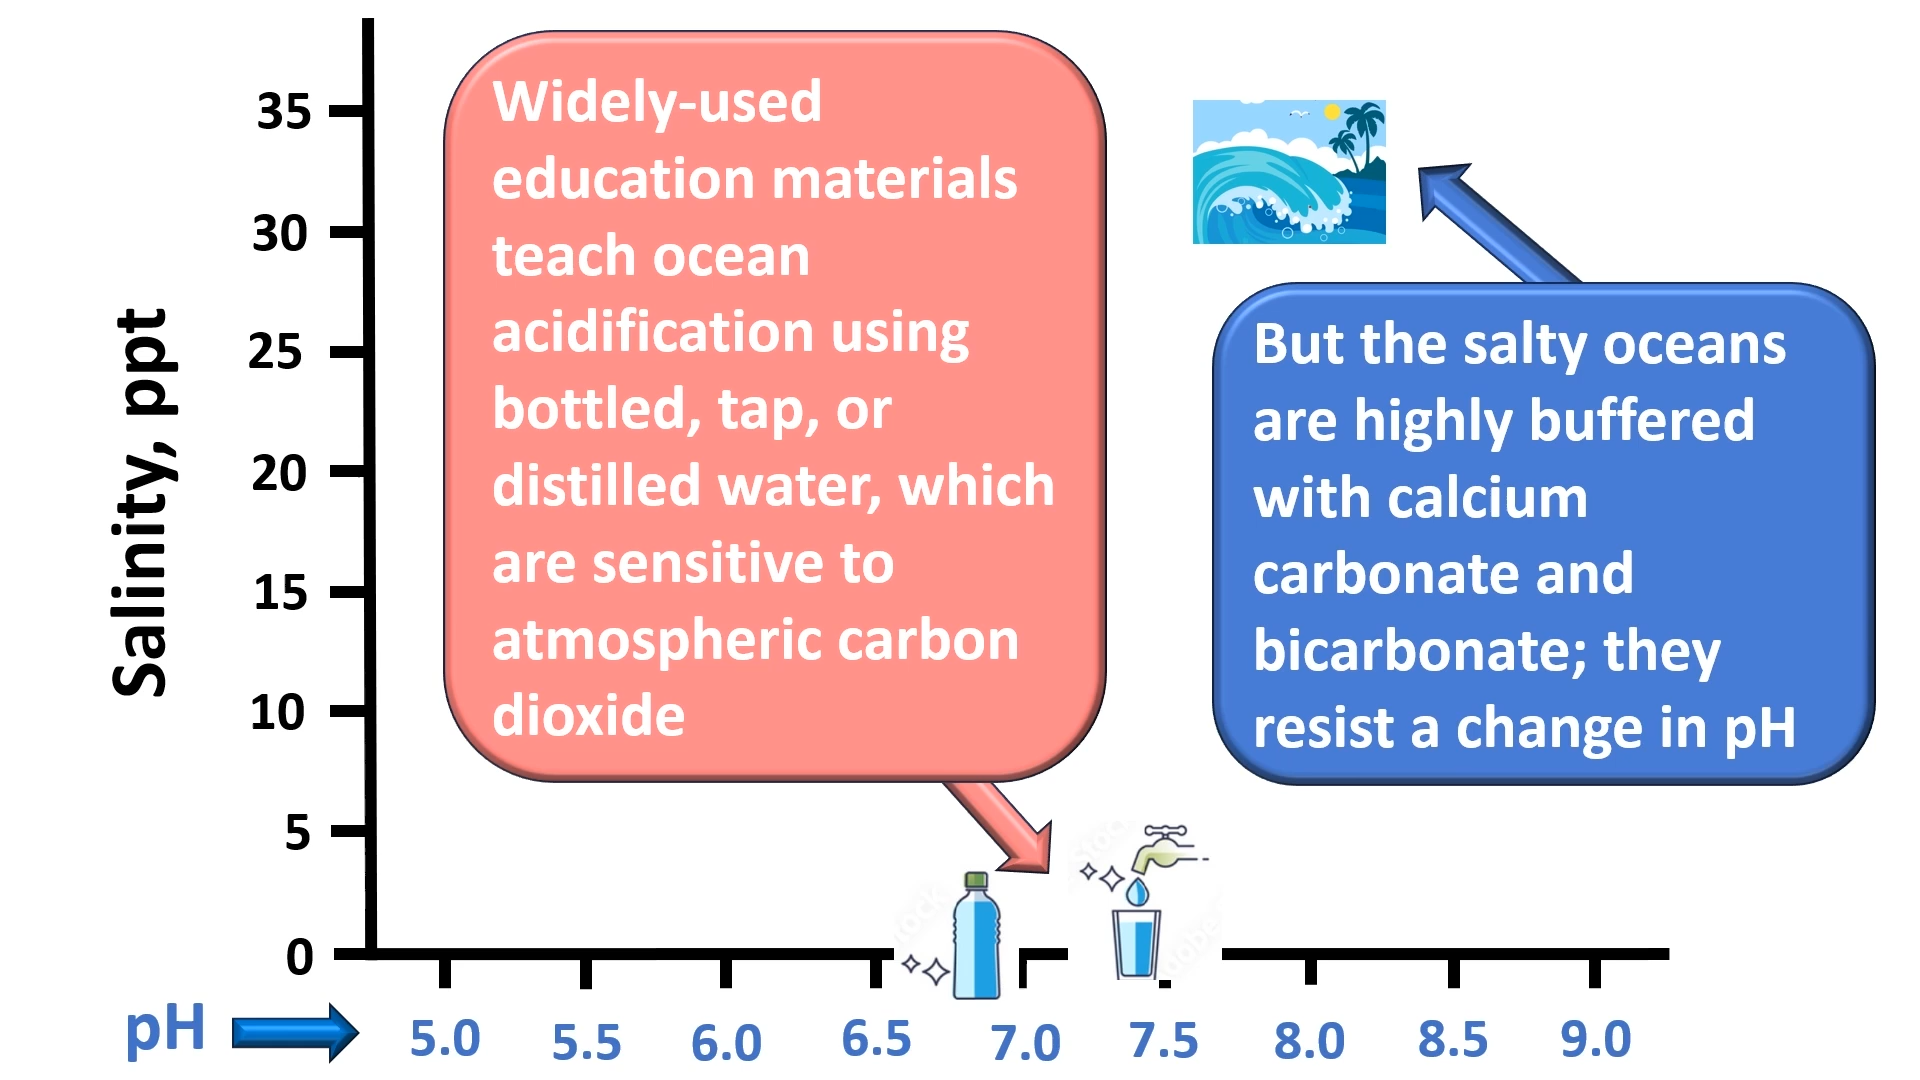 Widely-used
education materials
teach ocean
acidification using
bottled, tap, or
distilled water, which
are sensitive to
atmospheric carbon
dioxide
But the salty oceans
are highly buffered
with calcium
carbonate and
bicarbonate; they
resist a change in pH
Salinity, ppt
35
30
25
20
15
10
5
0
pH
5.0 5.5 6.0 6.5 7.0 7.5 8.0 8.5 9.0